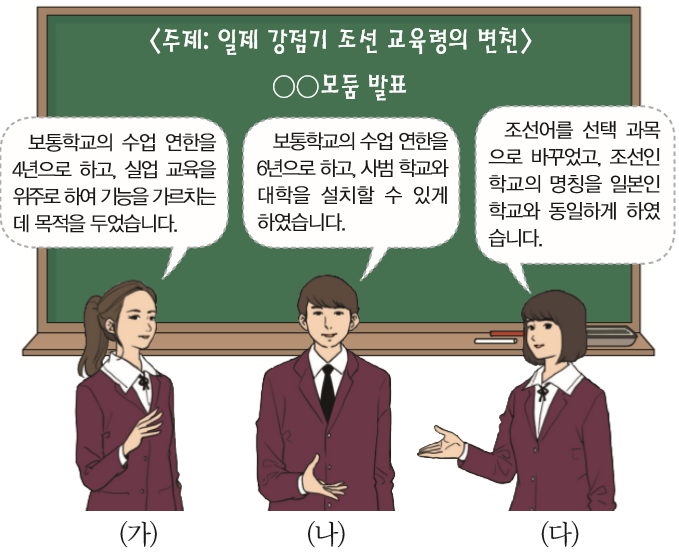 <주제: 일제 강점기 조선 교육령의 변천>
○○모둠 발표
보통학교의 수업 연한을
4년으로 하고, 실업 교육을
위주로 하여 기능을 가르치는
데 목적을 두었습니다.
보통학교의 수업 연한을
6년으로 하고, 사범 학교와
대학을 설치할 수 있게
하였습니다.
조선어를 선택 과목
으로 바꾸었고, 조선인
학교의 명칭을 일본인
학교와 동일하게 하였
습니다.
(가)
(나)
(다)